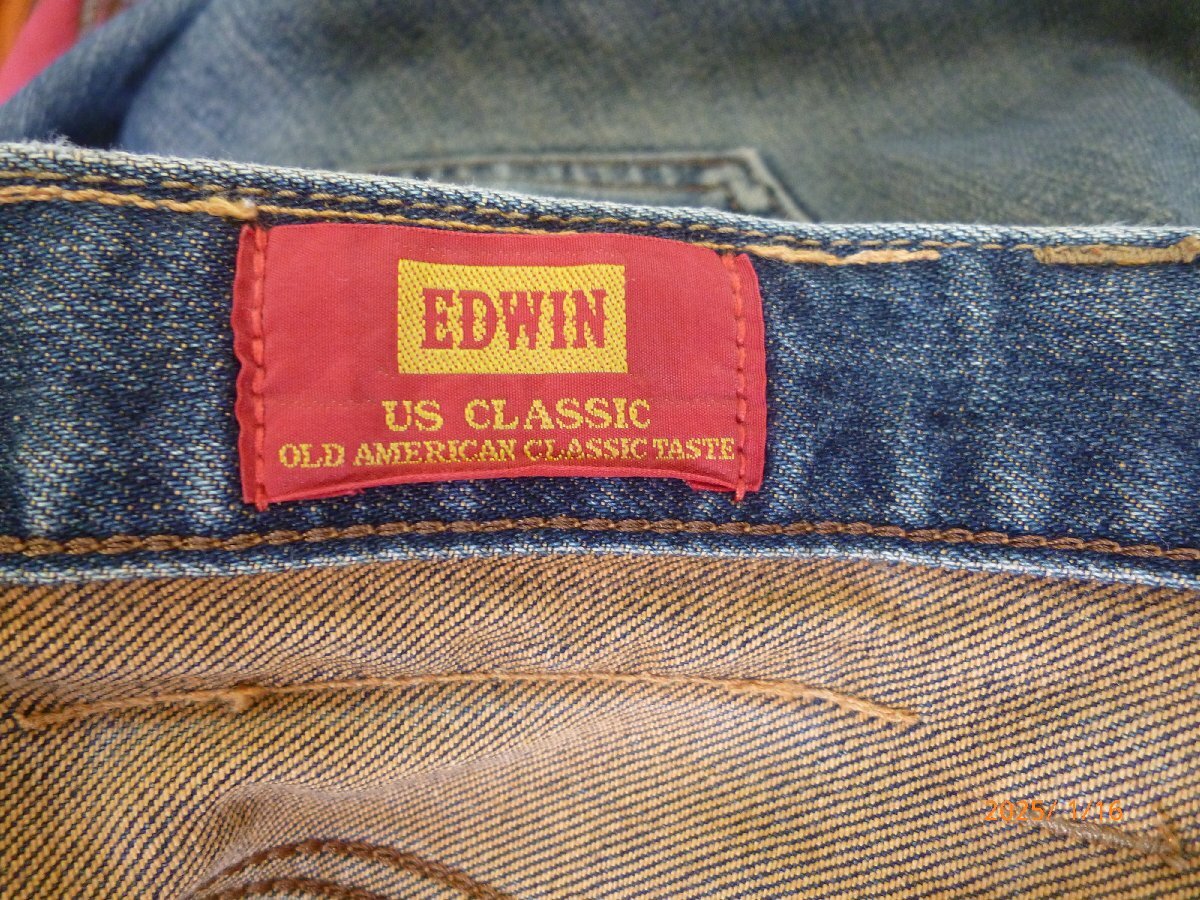 EDWIN
US CLASSIC
OLD AMERICAN CLASSIC TASTE
2025/ 1/16